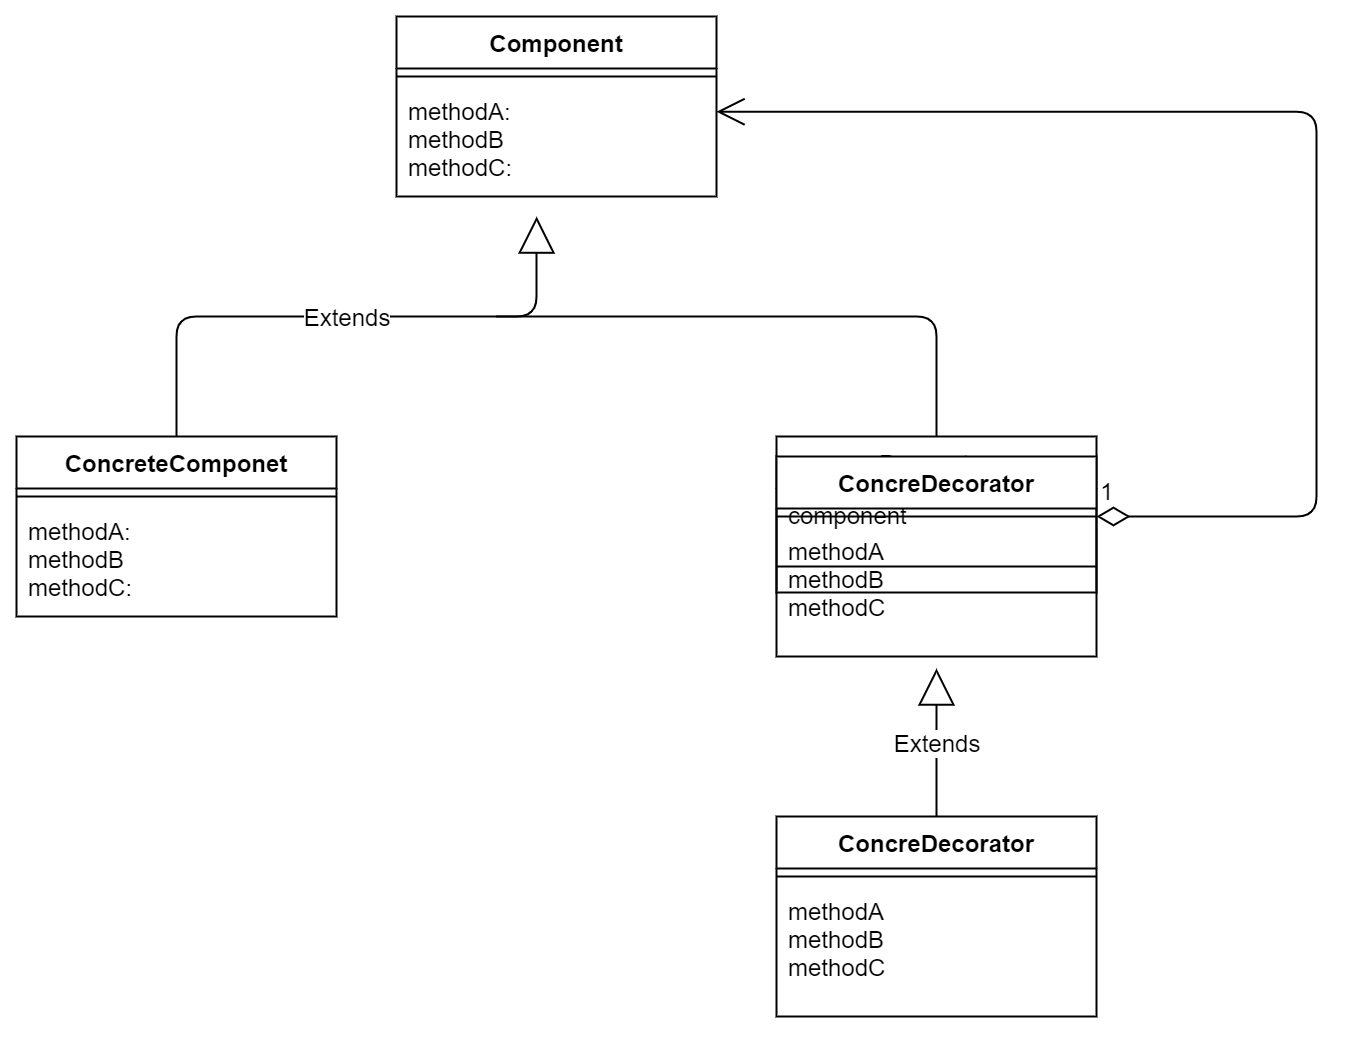 Component
methodA:
methodB
methodC:
Extends
ConcreteComponet
methodA:
methodB
methodC:
ConcreDecorator
1
component
methodA
methodB
methodC
Extends
ConcreDecorator
methodA
methodB
methodC